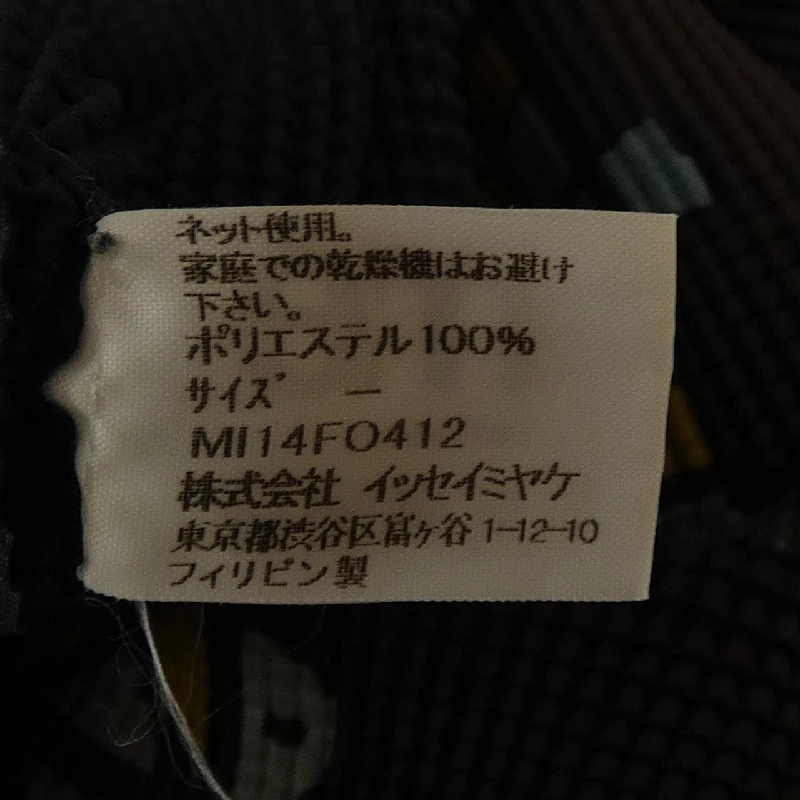 ネット使用。
家庭での乾燥機はお避け
下さい。
ポリエステル100%
サイズ ー
MI14FO412
株式会社 イッセイミヤケ
東京都渋谷区富ヶ谷1-12-10
フィリピン製